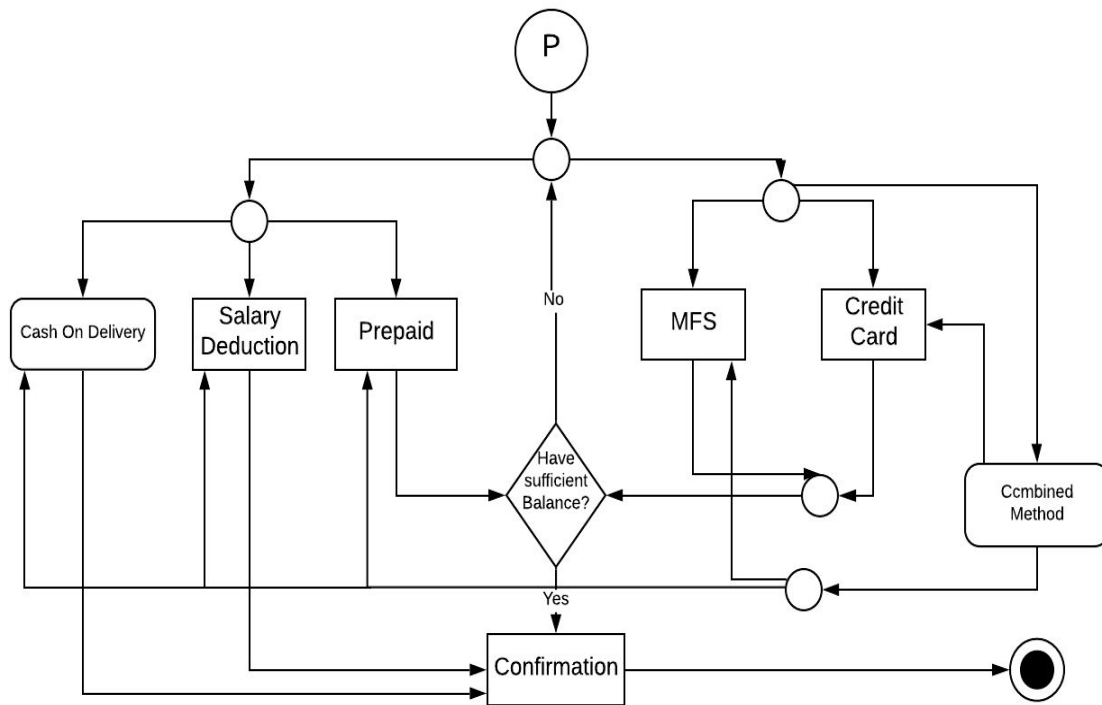 P
Cash On Delivery
Salary
Deduction
Prepaid
No
MFS
Credit
Card
Have
sufficient
Balance?
Ccmbined
Method
Yes
Confirmation